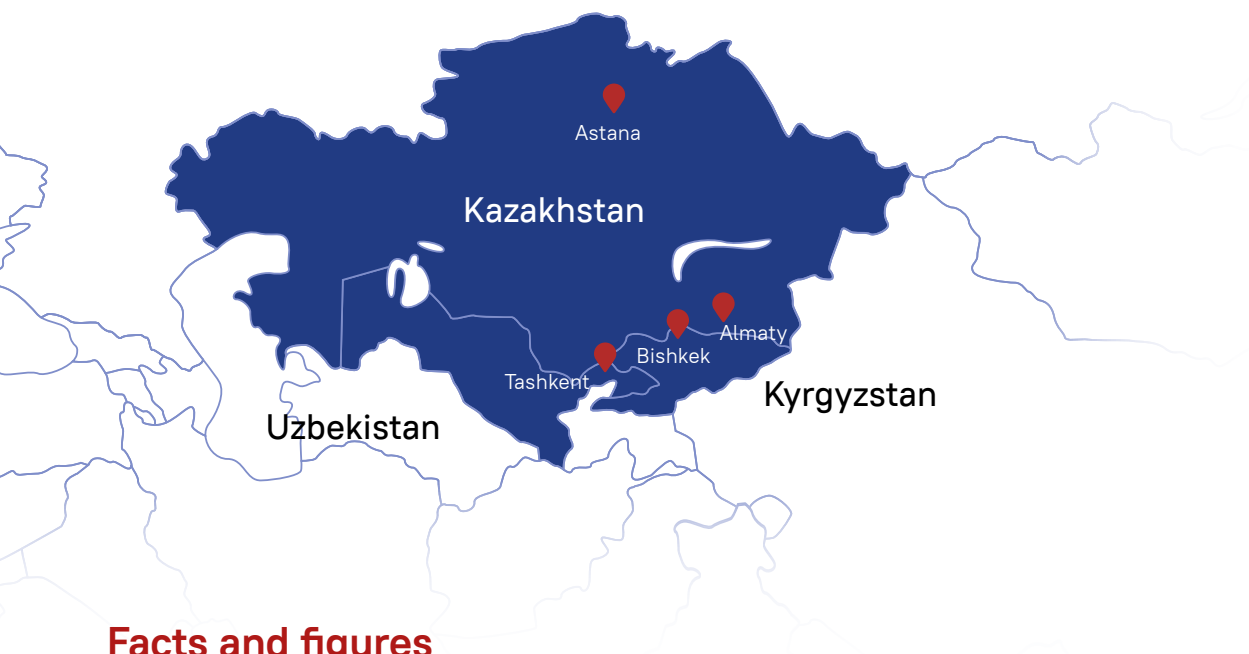 Astana
Kazakhstan
Almaty
Bishkek
Tashkent
Kyrgyzstan
Uzbekistan
Facts and figures